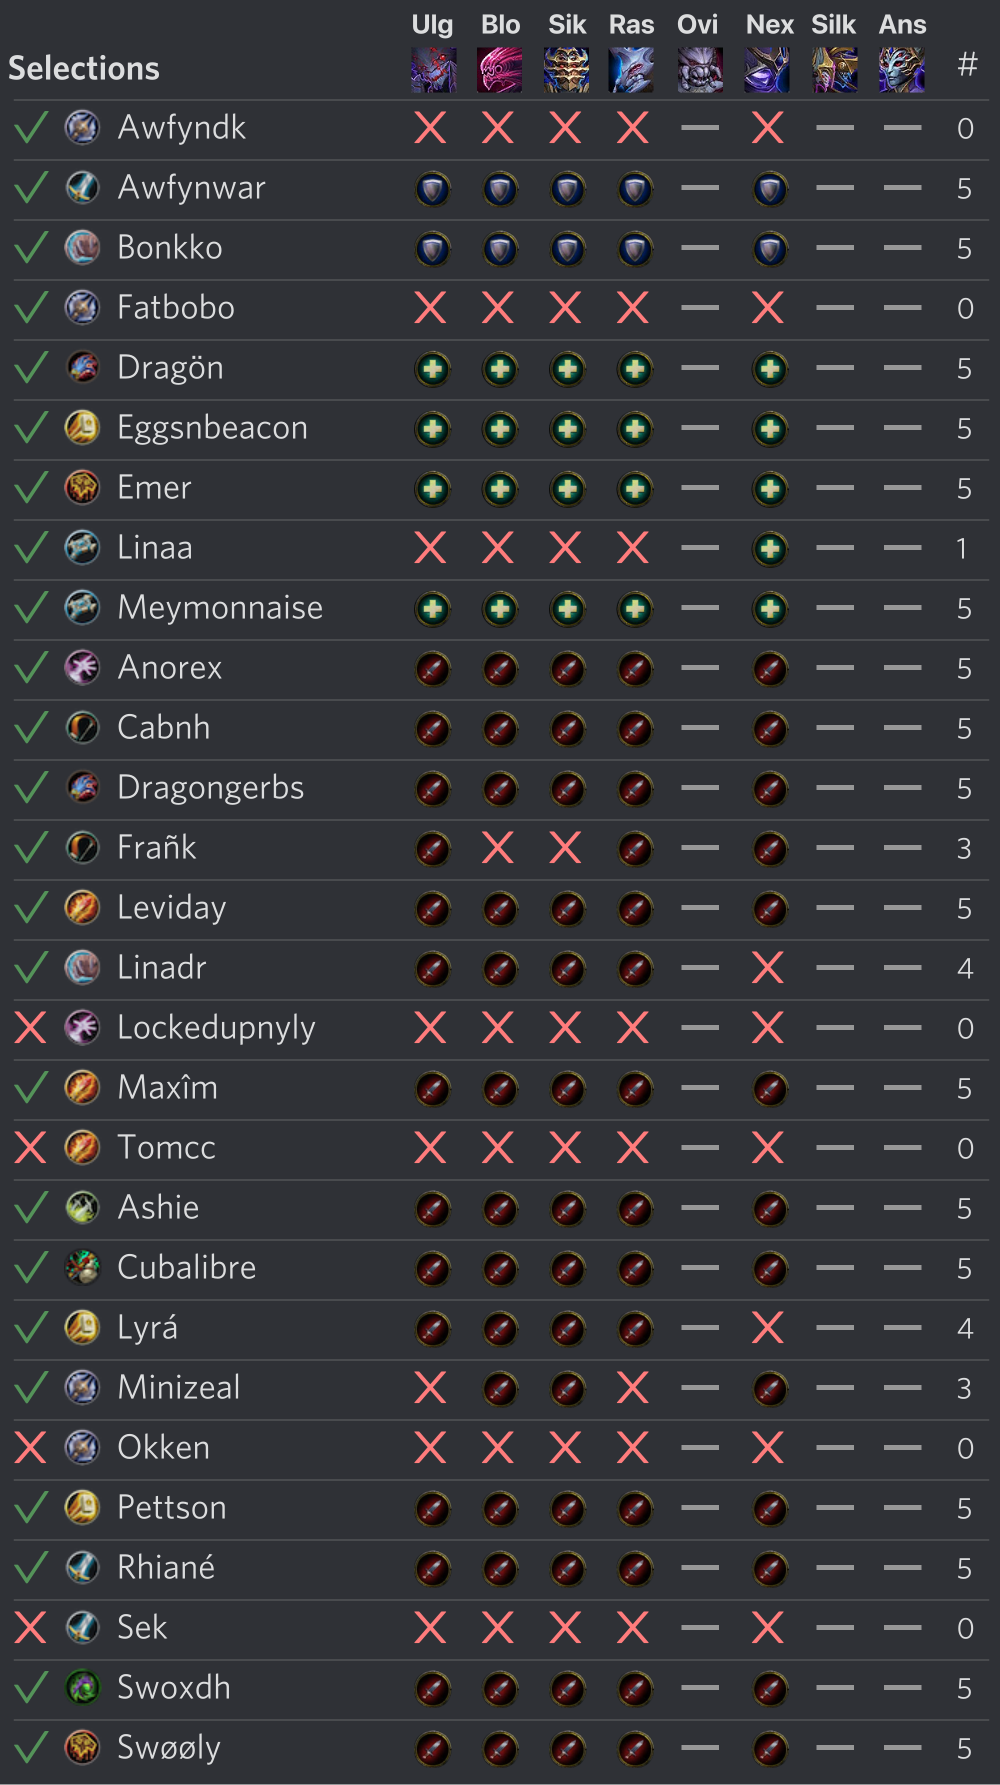 Ulg Blo Sik Ras Ovi Nex Silk Ans
Selections #
Awfyndk 0
Awfynwar 5
Bonkko 5
Fatbobo 0
Dragön 5
Eggsnbeacon 5
Emer 5
Linaa 1
Meymonnaise 5
Anorex 5
Cabnh 5
Dragongerbs 5
Frañk 3
Leviday 5
Linadr 4
Lockedupnyly 0
Maxîm 5
Tomcc 0
Ashie 5
Cubalibre 5
Lyrá 4
Minizeal 3
Okken 0
Pettson 5
Rhiané 5
Sek 0
Swoxdh 5
Swøøly 5